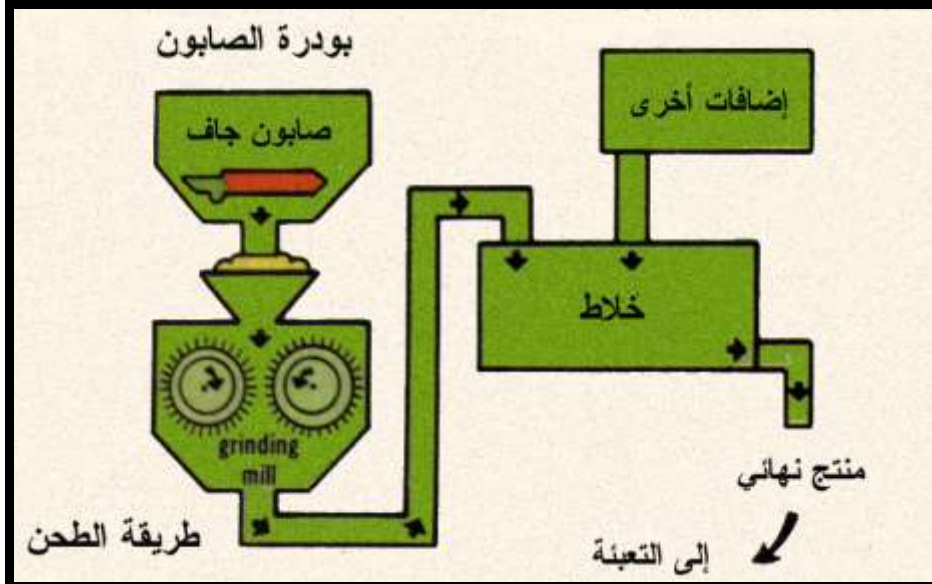 بودرة الصابون
صابون جاف
إضافات أخرى
خلاط
grinding
mill
طريقة الطحن
منتج نهائي
إلى التعبئة